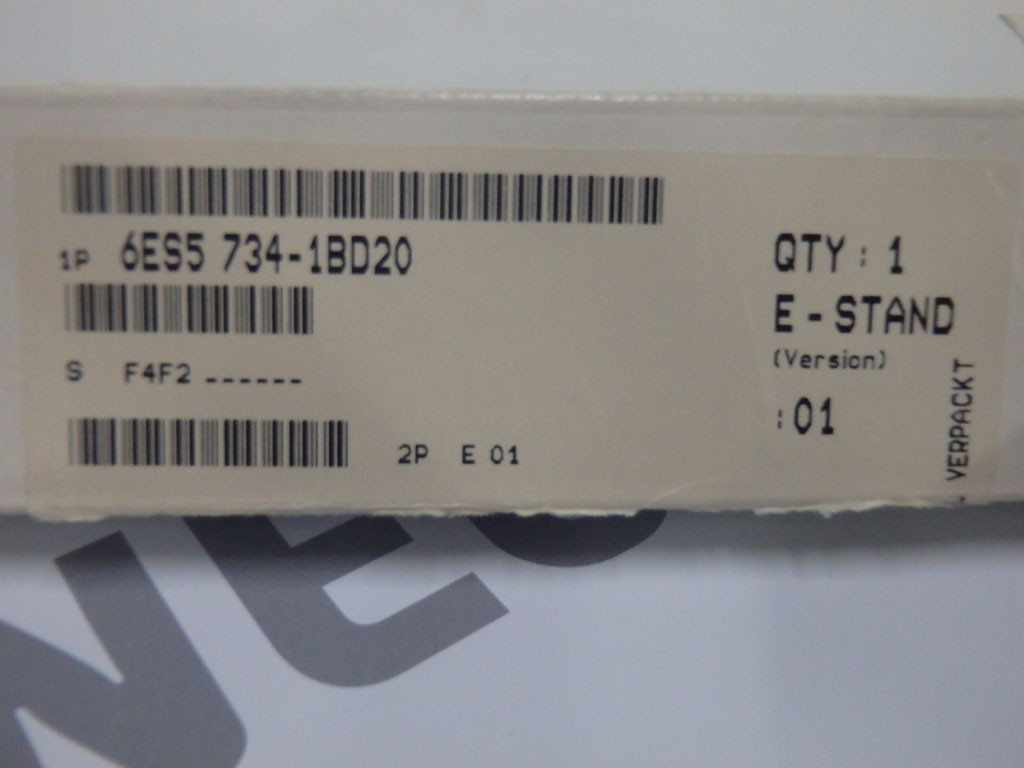 1P 6ES5 734-1BD20
S F4F2 ------
2P E 01
QTY : 1
E - STAND
(Version)
: 01
VERPACKT